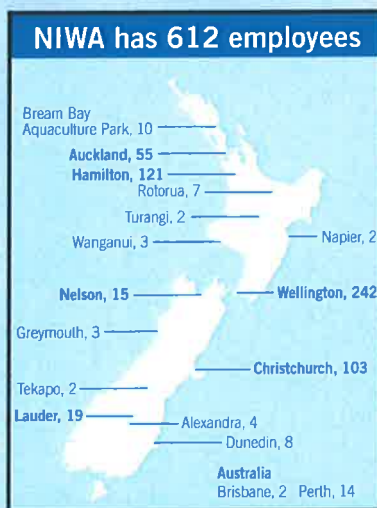 NIWA has 612 employees
Bream Bay
Aquaculture Park, 10
Auckland, 55
Hamilton, 121
Rotorua, 7
Turangi, 2
Wanganui, 3
Napier, 2
Nelson, 15
Wellington, 242
Greymouth, 3
Christchurch, 103
Tekapo, 2
Lauder, 19
Alexandra, 4
Dunedin, 8
Australia
Brisbane, 2 Perth, 14